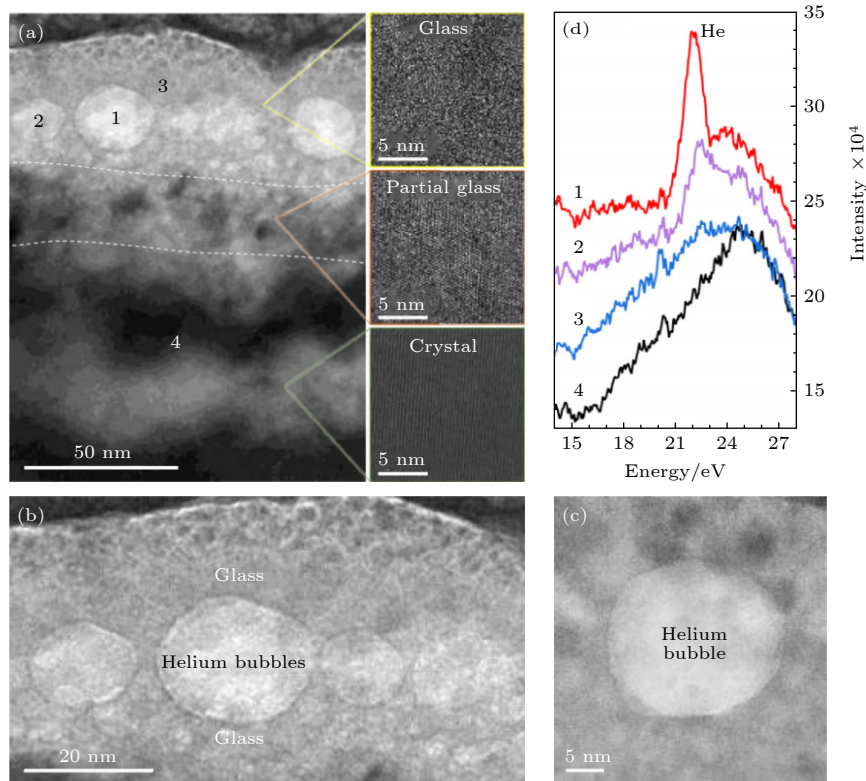 (a)
3
2
1
4
50 nm
Glass
5 nm
Partial glass
5 nm
Crystal
5 nm
(d)
He
1
2
3
4
15
18
21
24
27
Energy/eV
35
30
25
20
15
Intensity ×10⁴
(b)
Glass
Helium bubbles
Glass
20 nm
(c)
Helium
bubble
5 nm